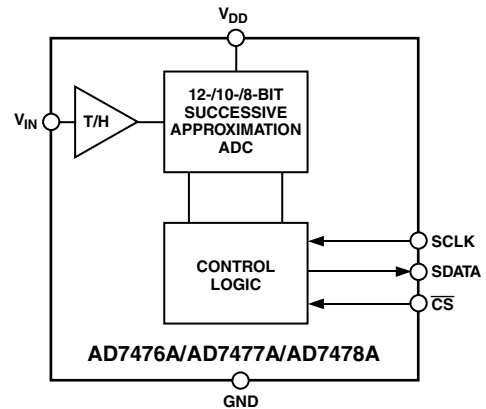 VDD
12-/10-/8-BIT
SUCCESSIVE
APPROXIMATION
ADC
T/H
VIN
SCLK
SDATA
CS
CONTROL
LOGIC
AD7476A/AD7477A/AD7478A
GND